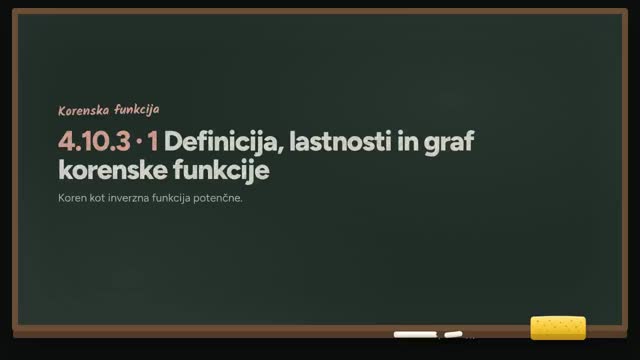 Korenska funkcija
4.10.3 • 1 Definicija, lastnosti in graf
korenske funkcije
Koren kot inverzna funkcija potenčne.